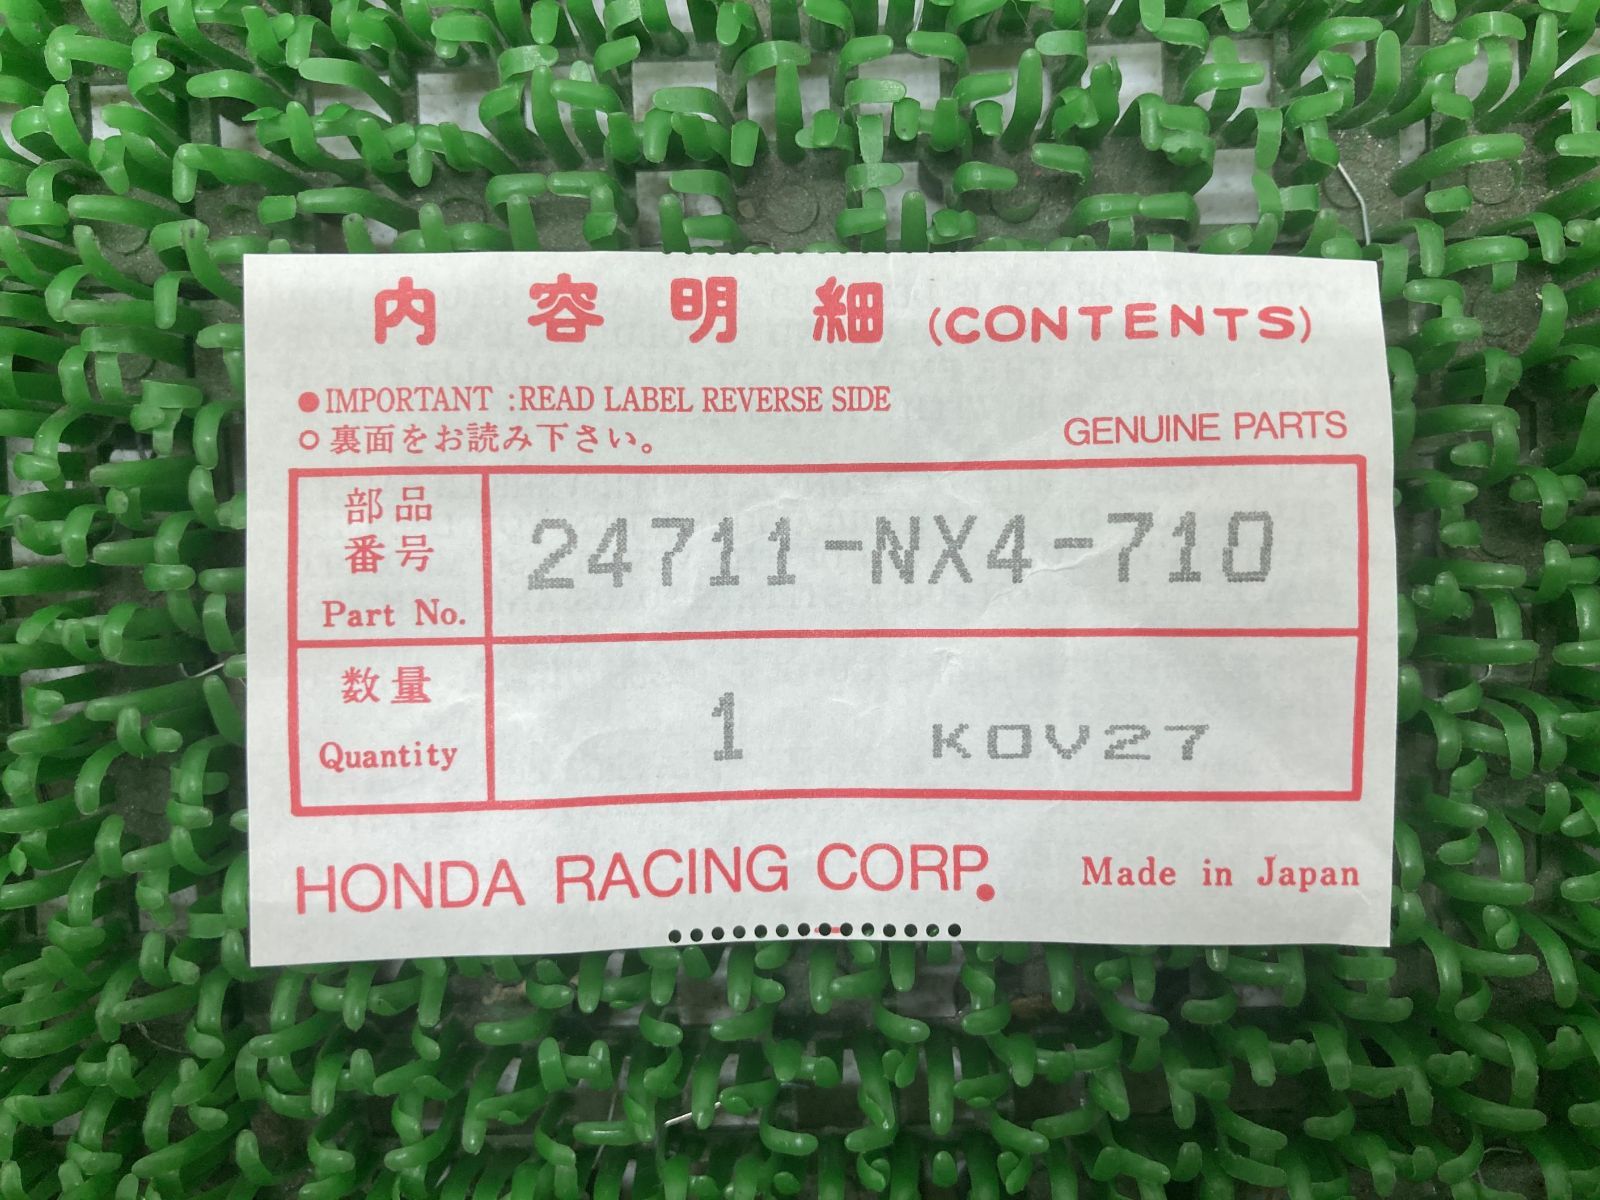 内容明細 (CONTENTS)
●IMPORTANT :READ LABEL REVERSE SIDE
○裏面をお読み下さい。
GENUINE PARTS
部品
番号
Part No.
24711-NX4-710
数量
Quantity
1 KOV27
HONDA RACING CORP.
Made in Japan